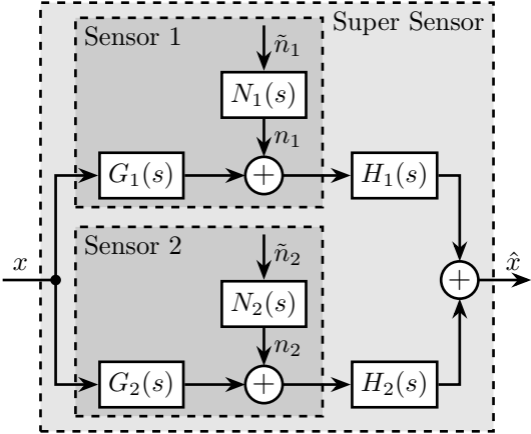 Super Sensor
Sensor 1
ñ₁
N₁(s)
n₁
G₁(s)
+
H₁(s)
x
Sensor 2
ñ₂
N₂(s)
n₂
G₂(s)
+
H₂(s)
+
x̂